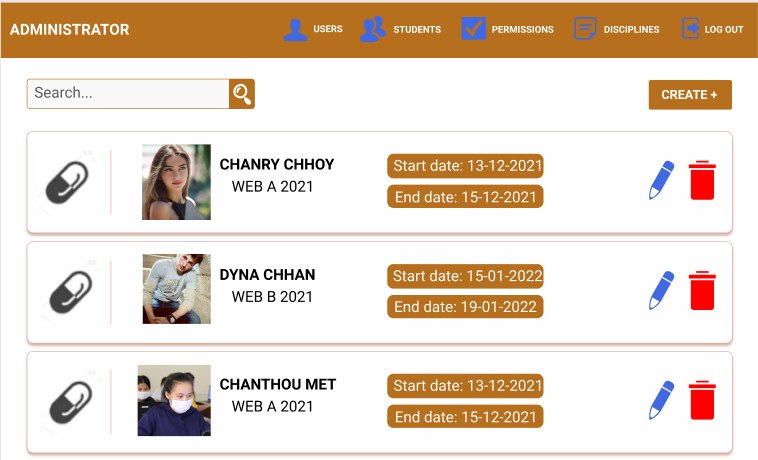 ADMINISTRATOR
USERS
STUDENTS
PERMISSIONS
DISCIPLINES
LOG OUT
Search...
CREATE +
CHANRY CHHOY
WEB A 2021
Start date: 13-12-2021
End date: 15-12-2021
DYNA CHHAN
WEB B 2021
Start date: 15-01-2022
End date: 19-01-2022
CHANTHOU MET
WEB A 2021
Start date: 13-12-2021
End date: 15-12-2021